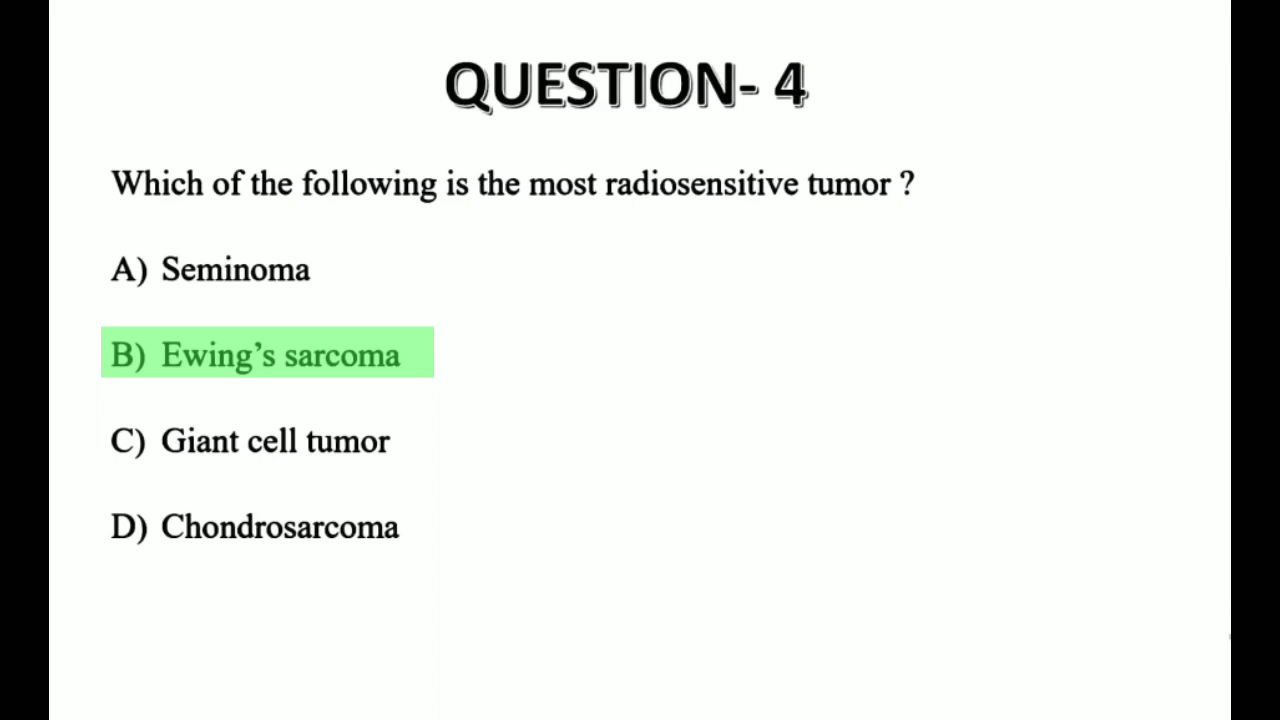 QUESTION- 4
Which of the following is the most radiosensitive tumor ?
A) Seminoma
B) Ewing’s sarcoma
C) Giant cell tumor
D) Chondrosarcoma